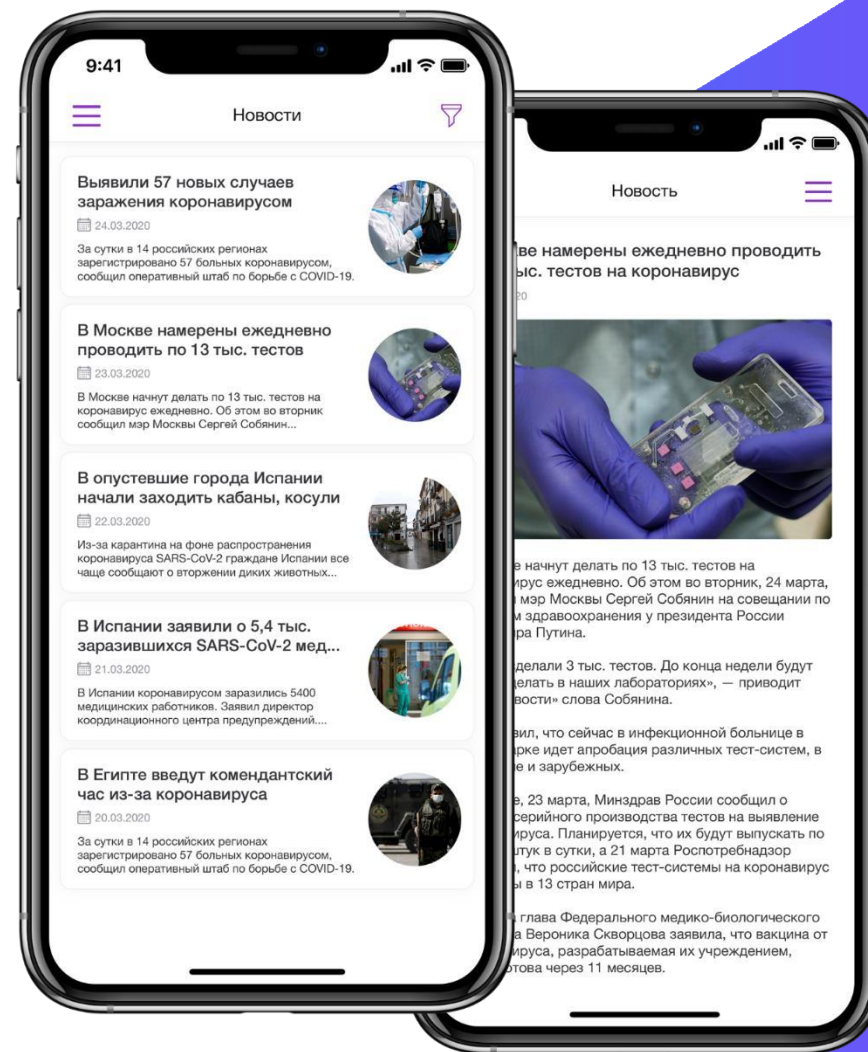 9:41
Новости
Выявили 57 новых случаев
заражения коронавирусом
24.03.2020
За сутки в 14 российских регионах
зарегистрировано 57 больных коронавирусом,
сообщил оперативный штаб по борьбе с COVID-19.
В Москве намерены ежедневно
проводить по 13 тыс. тестов
23.03.2020
В Москве начнут делать по 13 тыс. тестов на
коронавирус ежедневно. Об этом во вторник
сообщил мэр Москвы Сергей Собянин...
В опустевшие города Испании
начали заходить кабаны, косули
22.03.2020
Из-за карантина на фоне распространения
коронавируса SARS-CoV-2 граждане Испании все
чаще сообщают о вторжении диких животных...
В Испании заявили о 5,4 тыс.
заразившихся SARS-CoV-2 мед...
21.03.2020
В Испании коронавирусом заразились 5400
медицинских работников. Заявил директор
координационного центра предупреждений....
В Египте введут комендантский
час из-за коронавируса
20.03.2020
За сутки в 14 российских регионах
зарегистрировано 57 больных коронавирусом,
сообщил оперативный штаб по борьбе с COVID-19.
Новость
намерены ежедневно проводить
тестов на коронавирус
20
начнут делать по 13 тыс. тестов на
ежедневно. Об этом во вторник, 24 марта,
мэр Москвы Сергей Собянин на совещании по
здравоохранения у президента России
Путина.
сделали 3 тыс. тестов. До конца недели будут
делать в наших лабораториях», — приводит
слова Собянина.
что сейчас в инфекционной больнице в
идет апробация различных тест-систем, в
и зарубежных.
23 марта, Минздрав России сообщил о
серийного производства тестов на выявление
Планируется, что их будут выпускать по
штук в сутки, а 21 марта Роспотребнадзор
что российские тест-системы на коронавирус
в 13 стран мира.
глава Федерального медико-биологического
Вероника Скворцова заявила, что вакцина от
разрабатываемая их учреждением,
через 11 месяцев.